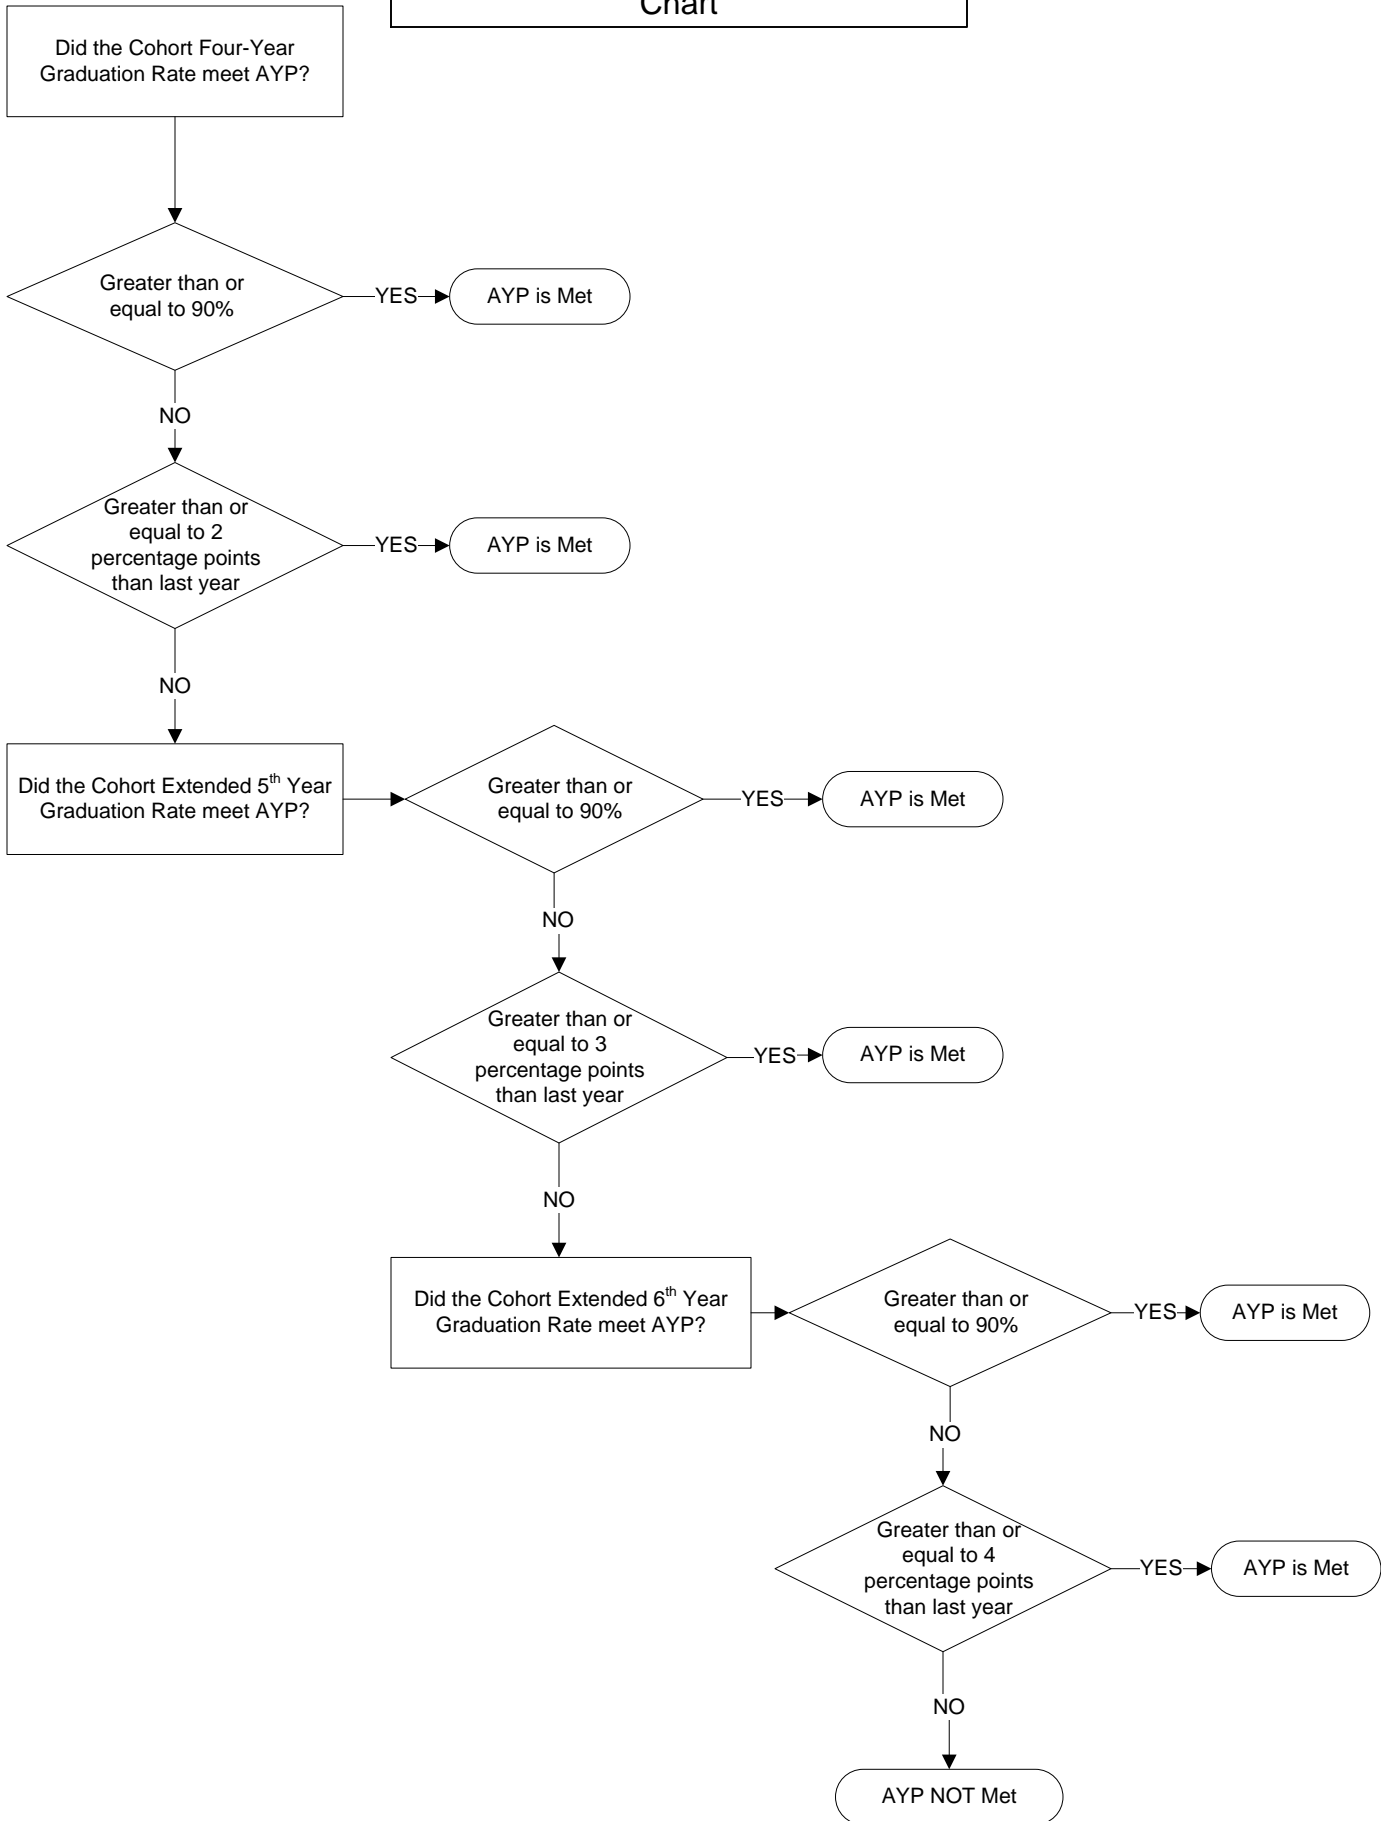 Chart
Did the Cohort Four-Year
Graduation Rate meet AYP?
Greater than or
equal to 90%
YES
AYP is Met
NO
Greater than or
equal to 2
percentage points
than last year
YES
AYP is Met
NO
Did the Cohort Extended 5th Year
Graduation Rate meet AYP?
Greater than or
equal to 90%
YES
AYP is Met
NO
Greater than or
equal to 3
percentage points
than last year
YES
AYP is Met
NO
Did the Cohort Extended 6th Year
Graduation Rate meet AYP?
Greater than or
equal to 90%
YES
AYP is Met
NO
Greater than or
equal to 4
percentage points
than last year
YES
AYP is Met
NO
AYP NOT Met